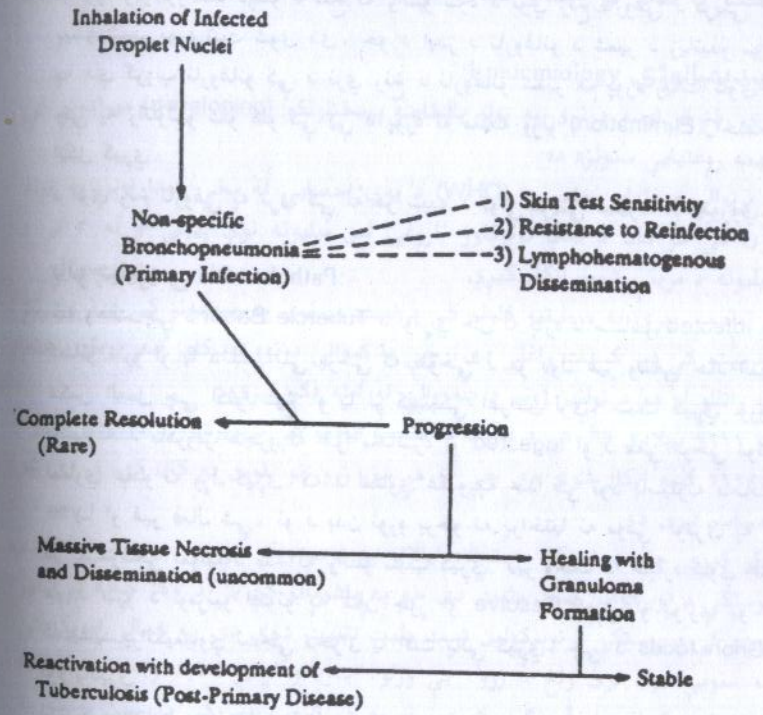 Inhalation of Infected
Droplet Nuclei
Non-specific
Bronchopneumonia
(Primary Infection)
1) Skin Test Sensitivity
2) Resistance to Reinfection
3) Lymphohematogenous
Dissemination
Complete Resolution
(Rare)
Progression
Massive Tissue Necrosis
and Dissemination (uncommon)
Healing with
Granuloma
Formation
Reactivation with development of
Tuberculosis (Post-Primary Disease)
Stable